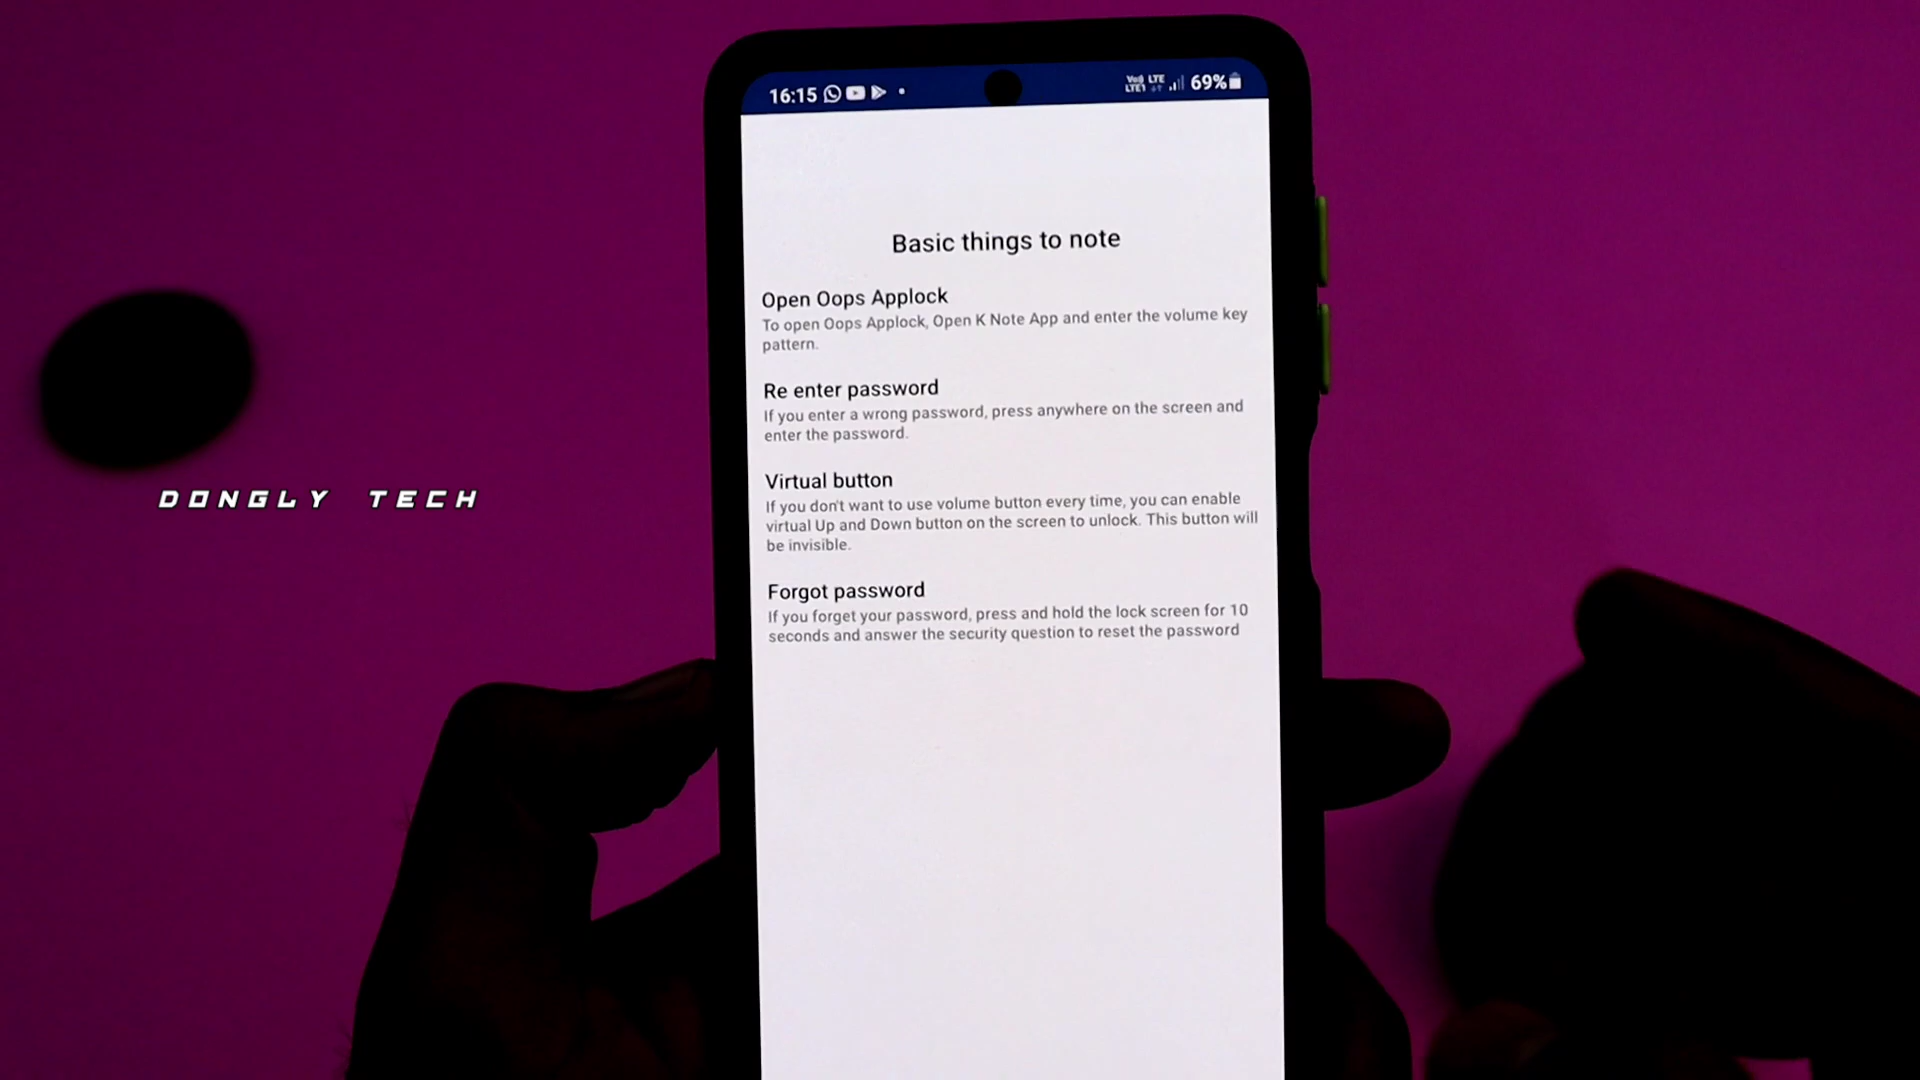 16:15
Vo)) LTE
LTE1
69%
Basic things to note
Open Oops Applock
To open Oops Applock, Open K Note App and enter the volume key
pattern.
Re enter password
If you enter a wrong password, press anywhere on the screen and
enter the password.
Virtual button
If you don't want to use volume button every time, you can enable
virtual Up and Down button on the screen to unlock. This button will
be invisible.
Forgot password
If you forget your password, press and hold the lock screen for 10
seconds and answer the security question to reset the password
DONGLY TECH